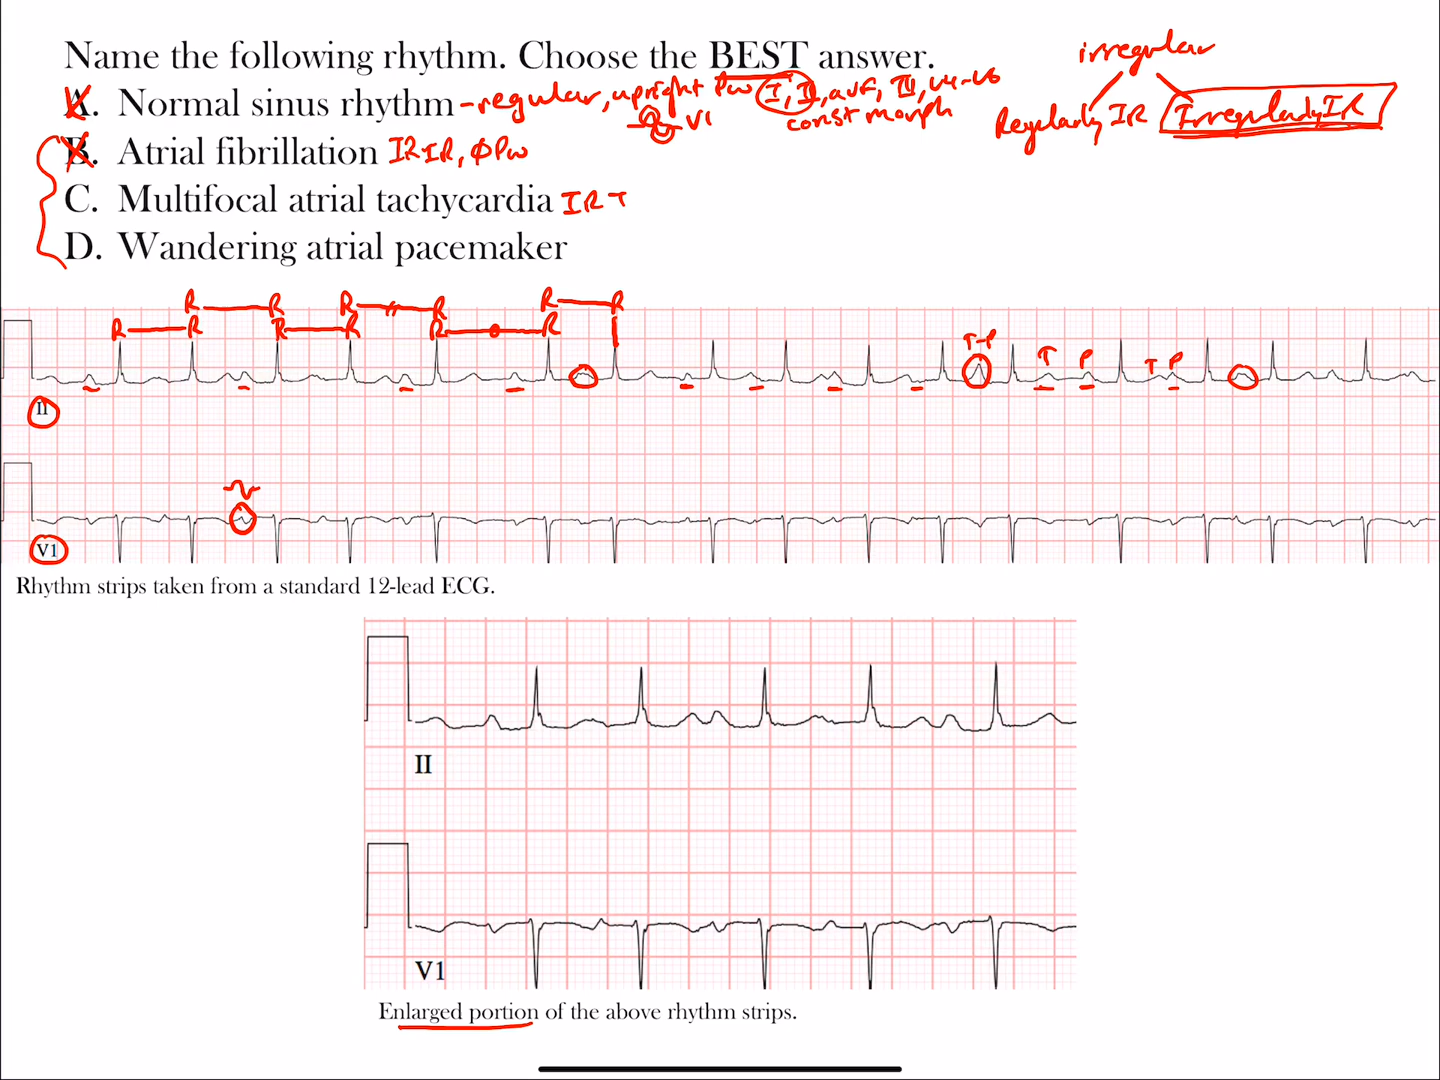 Name the following rhythm. Choose the BEST answer.
irregular
A. Normal sinus rhythm - regular, upright Pw I, II, aVF, V4-V6
V1 const morph
Regularly IR Irregularly IR
B. Atrial fibrillation IRIR, ØPw
C. Multifocal atrial tachycardia IR
D. Wandering atrial pacemaker
R R R R R R
R R R R R R
T-P
T P T P
II
V1
Rhythm strips taken from a standard 12-lead ECG.
II
V1
Enlarged portion of the above rhythm strips.